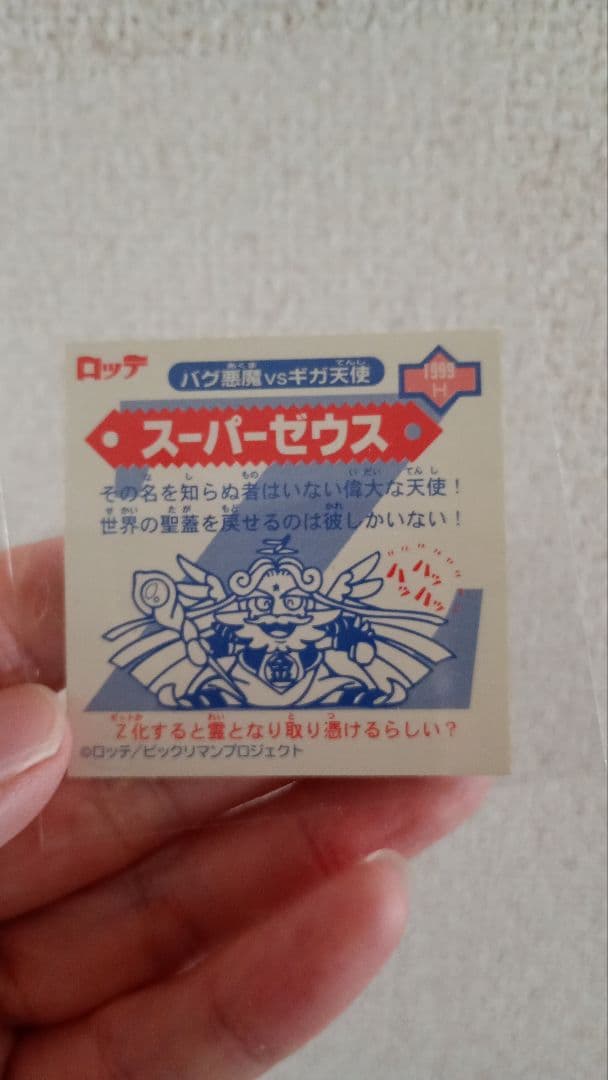 ロッテ
バグ悪魔vsギガ天使
1999
H
スーパーゼウス
その名を知らぬ者はいない偉大な天使!
世界の聖蓋を戻せるのは彼しかいない!
ハッハッハッ
Z化すると霊となり取り憑けるらしい?
©ロッテ/ビックリマンプロジェクト